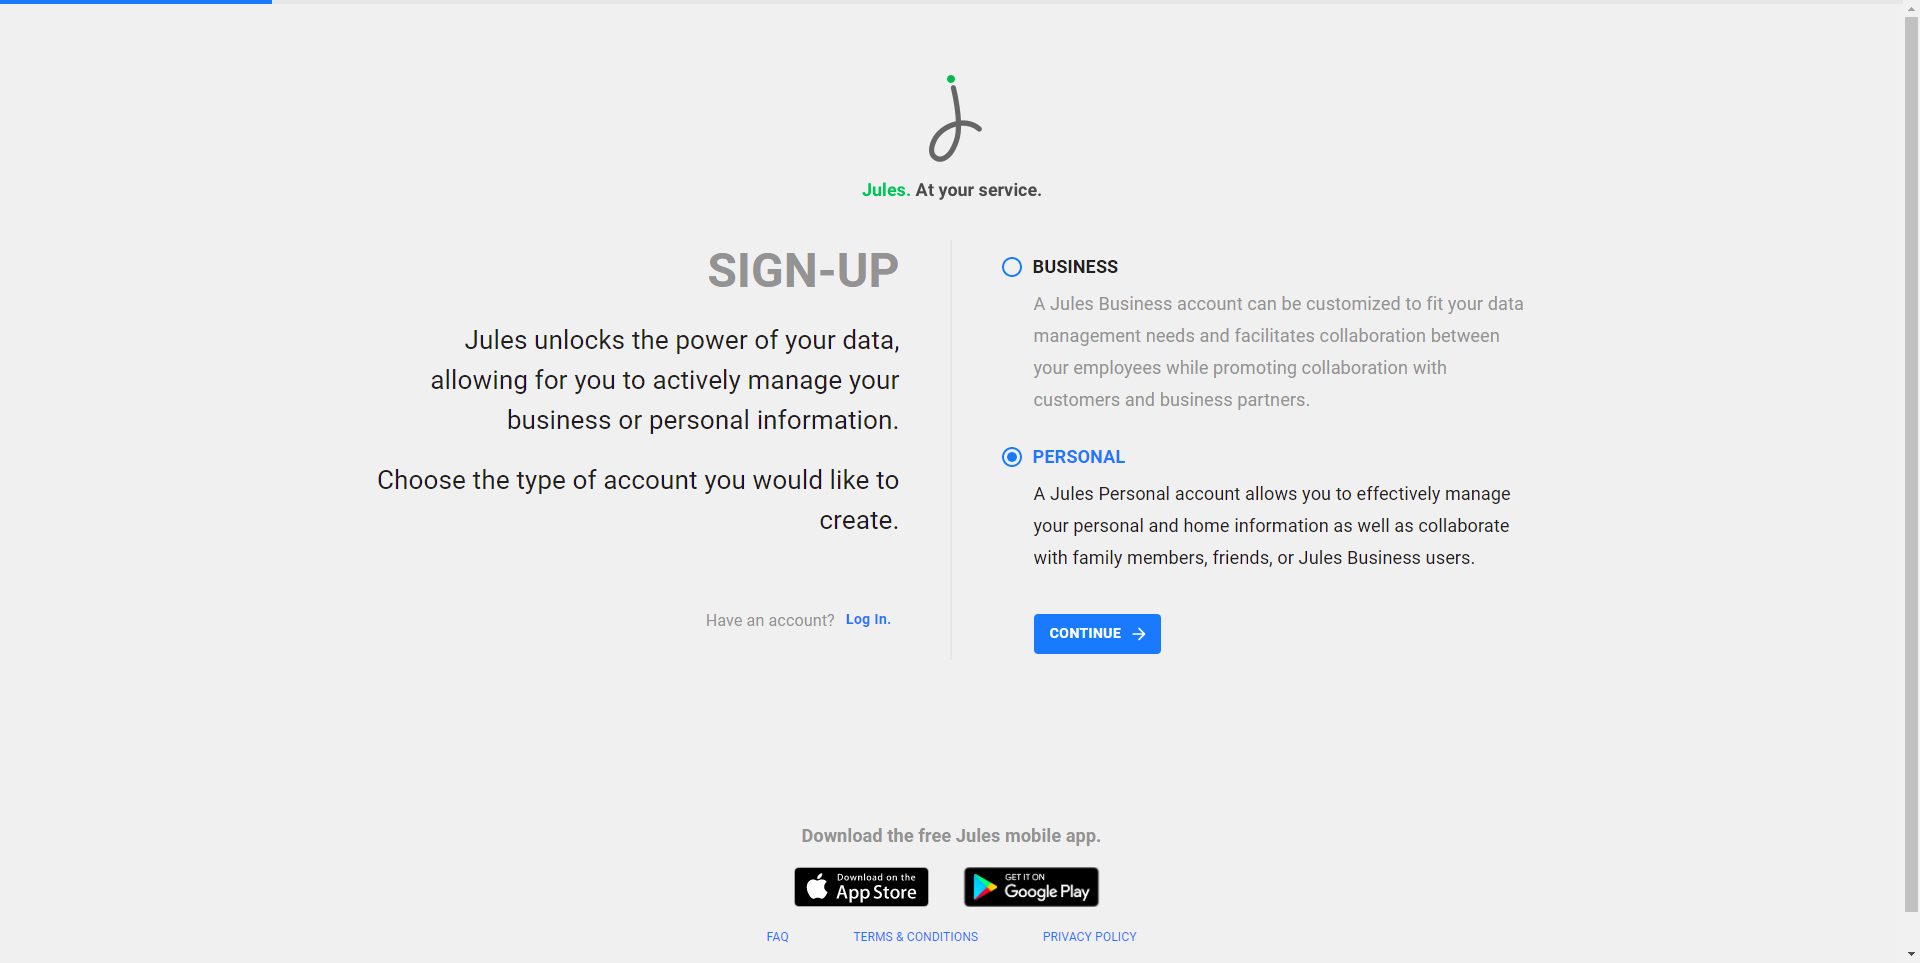 Jules. At your service.
SIGN-UP
Jules unlocks the power of your data,
allowing for you to actively manage your
business or personal information.
Choose the type of account you would like to
create.
Have an account? Log In.
BUSINESS
A Jules Business account can be customized to fit your data
management needs and facilitates collaboration between
your employees while promoting collaboration with
customers and business partners.
PERSONAL
A Jules Personal account allows you to effectively manage
your personal and home information as well as collaborate
with family members, friends, or Jules Business users.
CONTINUE
Download the free Jules mobile app.
Download on the
App Store
GET IT ON
Google Play
FAQ
TERMS & CONDITIONS
PRIVACY POLICY